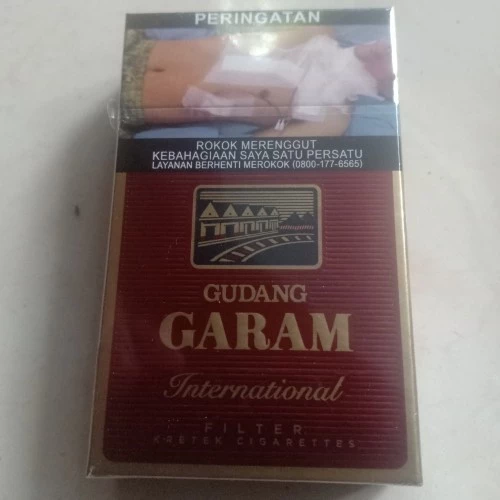 PERINGATAN
ROKOK MERENGGUT
KEBAHAGIAAN SAYA SATU PERSATU
LAYANAN BERHENTI MEROKOK (0800-177-6565)
GUDANG
GARAM
International
FILTER
KRETEK CIGARETTES